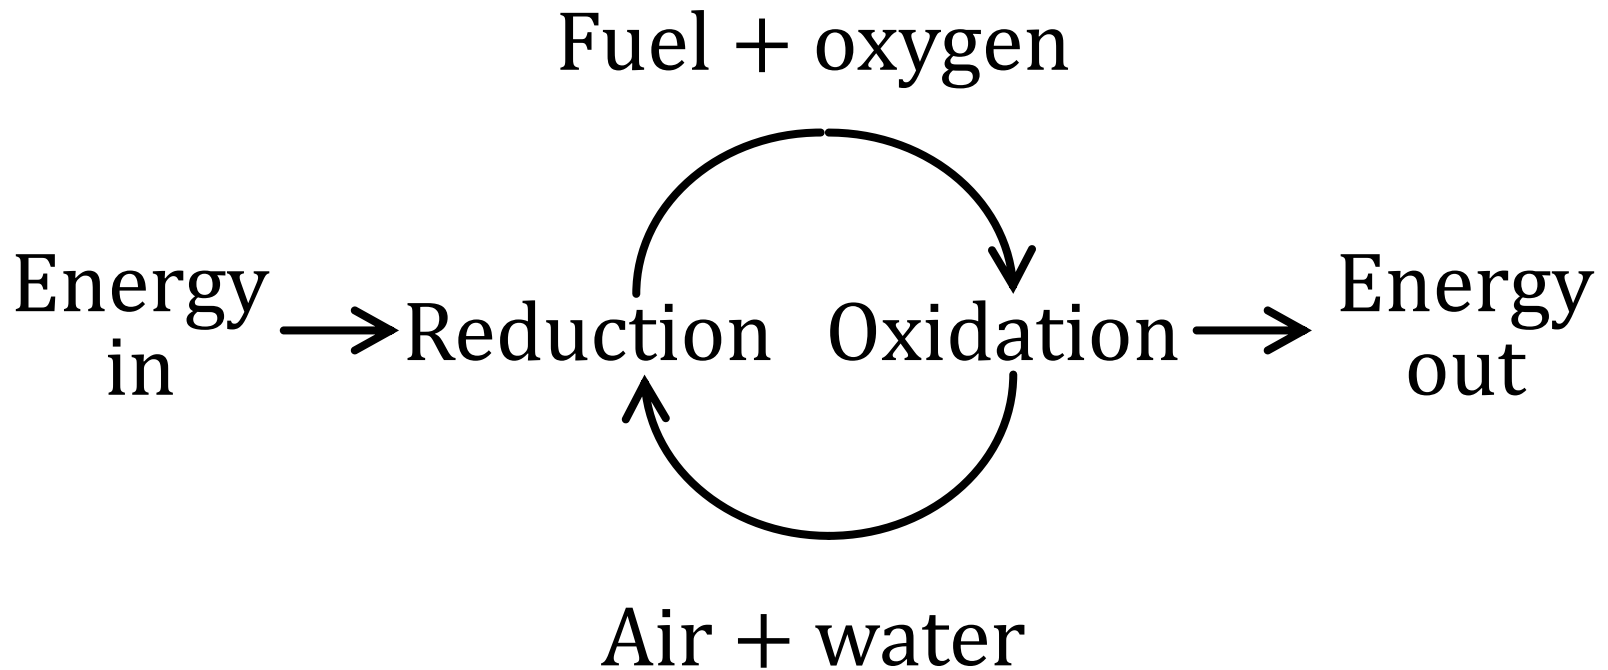 Fuel + oxygen
Energy
in
Reduction
Oxidation
Energy
out
Air + water